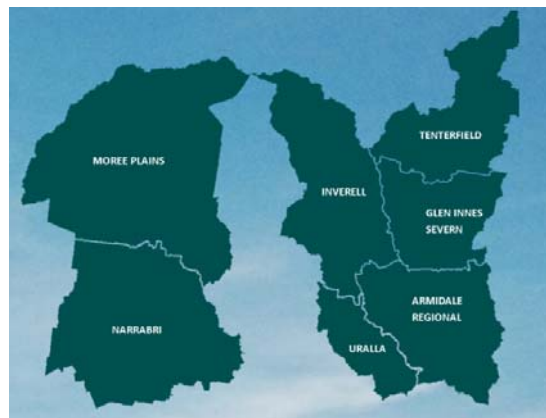 TENTERFIELD
MOREE PLAINS
INVERELL
GLEN INNES
SEVERN
ARMIDALE
REGIONAL
NARRABRI
URALLA